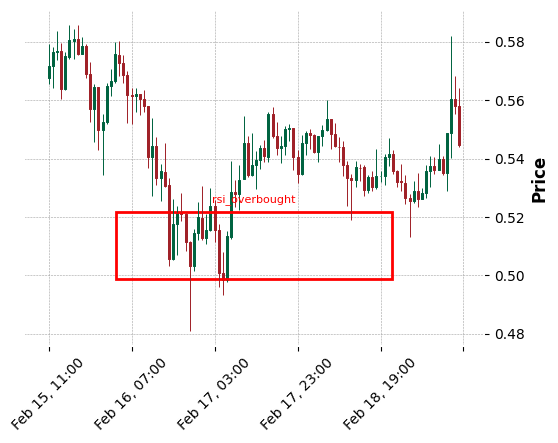 0.58
0.56
0.54
rsi_overbought
0.52
0.50
0.48
Price
Feb 15, 11:00
Feb 16, 07:00
Feb 17, 03:00
Feb 17, 23:00
Feb 18, 19:00